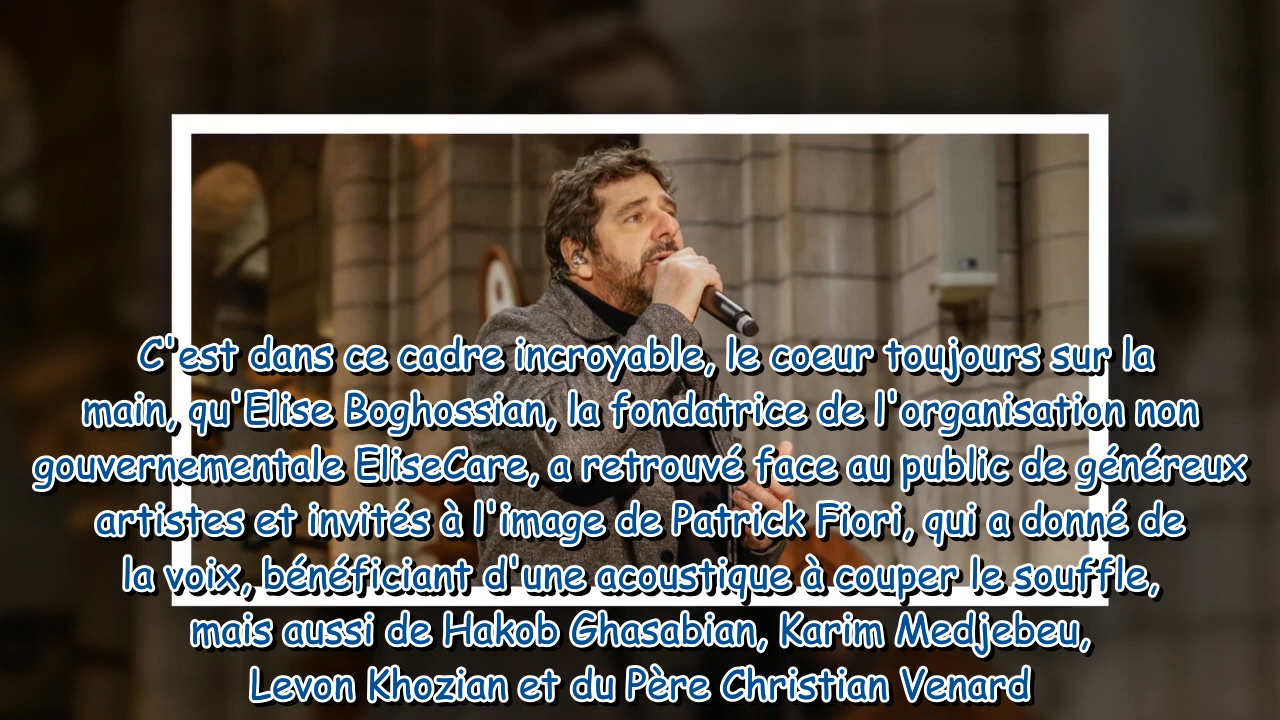 C'est dans ce cadre incroyable, le coeur toujours sur la
main, qu'Elise Boghossian, la fondatrice de l'organisation non
gouvernementale EliseCare, a retrouvé face au public de généreux
artistes et invités à l'image de Patrick Fiori, qui a donné de
la voix, bénéficiant d'une acoustique à couper le souffle,
mais aussi de Hakob Ghasabian, Karim Medjebeu,
Levon Khozian et du Père Christian Venard